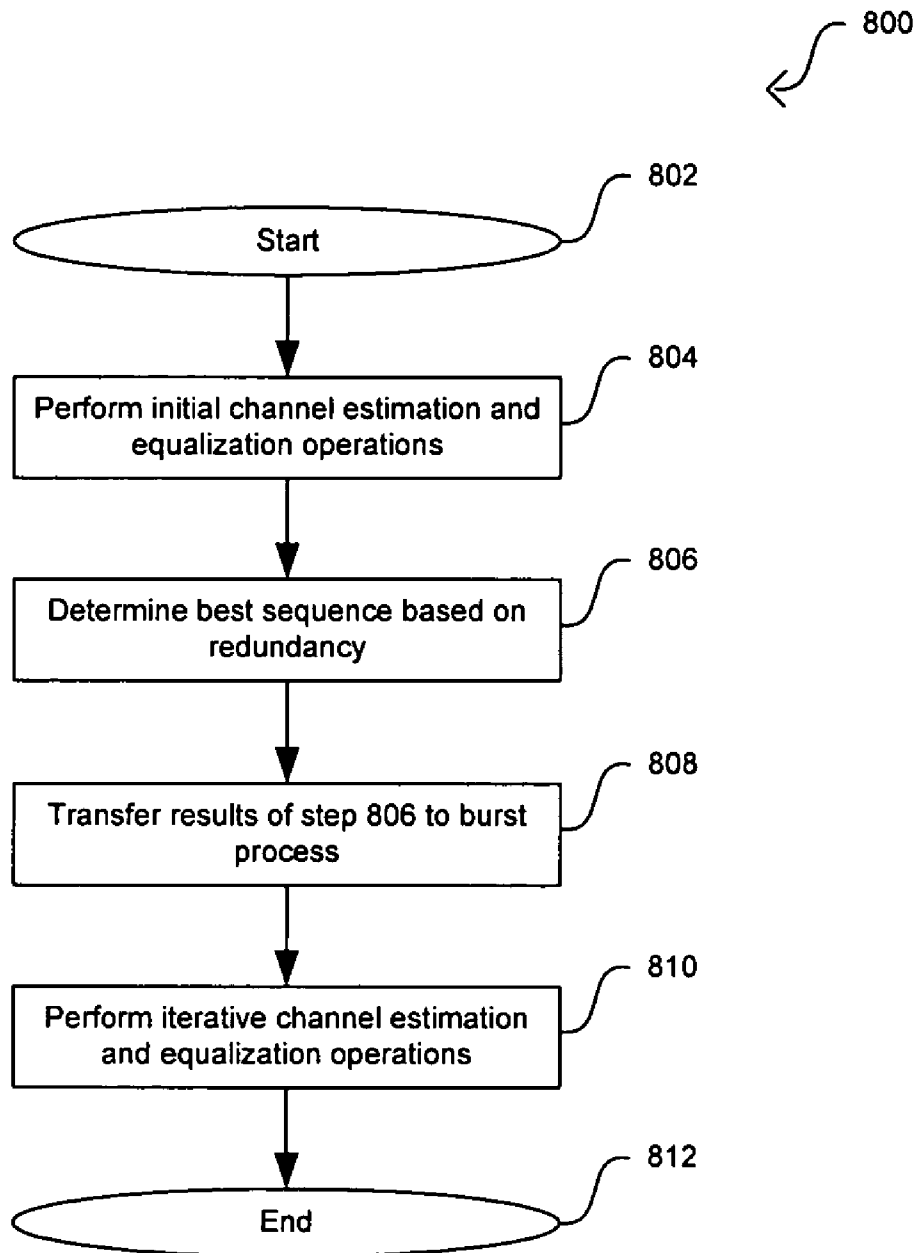 800
802
Start
804
Perform initial channel estimation and
equalization operations
806
Determine best sequence based on
redundancy
808
Transfer results of step 806 to burst
process
810
Perform iterative channel estimation
and equalization operations
812
End